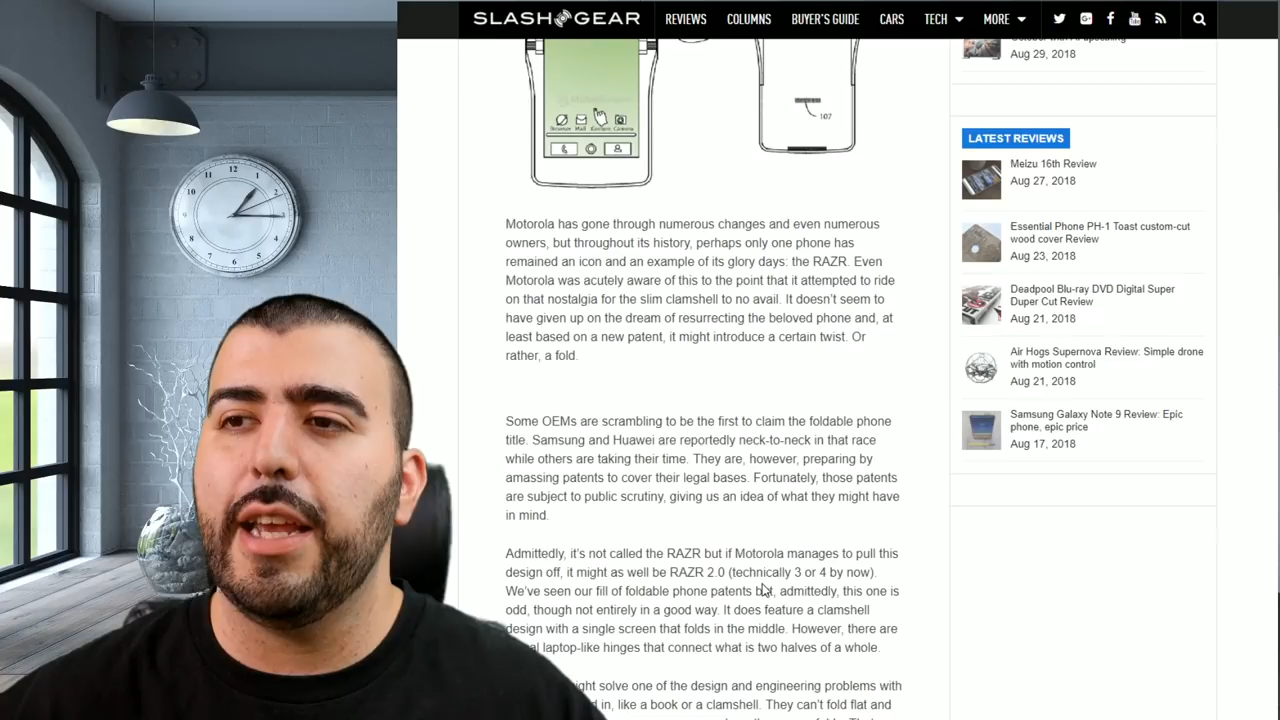 SLASH GEAR
REVIEWS
COLUMNS
BUYER'S GUIDE
CARS
TECH
MORE
Aug 29, 2018
107
LATEST REVIEWS
Meizu 16th Review
Aug 27, 2018
Essential Phone PH-1 Toast custom-cut
wood cover Review
Aug 23, 2018
Deadpool Blu-ray DVD Digital Super
Duper Cut Review
Aug 21, 2018
Air Hogs Supernova Review: Simple drone
with motion control
Aug 21, 2018
Samsung Galaxy Note 9 Review: Epic
phone, epic price
Aug 17, 2018
12
11
1
10
2
4
7
5
6
Browser Mail Camera
Motorola has gone through numerous changes and even numerous
owners, but throughout its history, perhaps only one phone has
remained an icon and an example of its glory days: the RAZR. Even
Motorola was acutely aware of this to the point that it attempted to ride
on that nostalgia for the slim clamshell to no avail. It doesn't seem to
have given up on the dream of resurrecting the beloved phone and, at
least based on a new patent, it might introduce a certain twist. Or
rather, a fold.
Some OEMs are scrambling to be the first to claim the foldable phone
title. Samsung and Huawei are reportedly neck-to-neck in that race
while others are taking their time. They are, however, preparing by
amassing patents to cover their legal bases. Fortunately, those patents
are subject to public scrutiny, giving us an idea of what they might have
in mind.
Admittedly, it's not called the RAZR but if Motorola manages to pull this
design off, it might as well be RAZR 2.0 (technically 3 or 4 by now).
We've seen our fill of foldable phone patents but, admittedly, this one is
odd, though not entirely in a good way. It does feature a clamshell
design with a single screen that folds in the middle. However, there are
laptop-like hinges that connect what is two halves of a whole.
solve one of the design and engineering problems with
in, like a book or a clamshell. They can't fold flat and